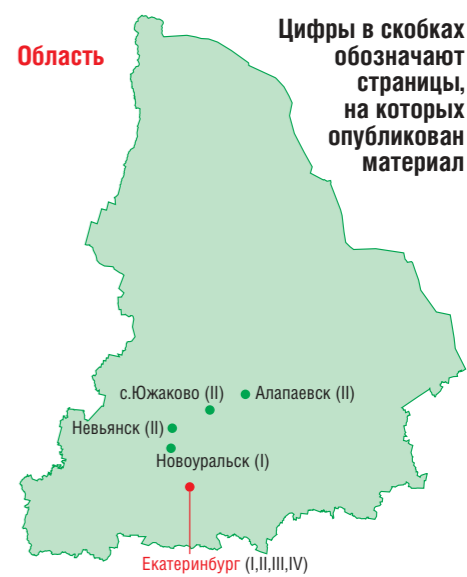 Область
Цифры в скобках
обозначают
страницы,
на которых
опубликован
материал
с.Южаково (II)
Алапаевск (II)
Невьянск (II)
Новоуральск (I)
Екатеринбург (I,II,III,IV)